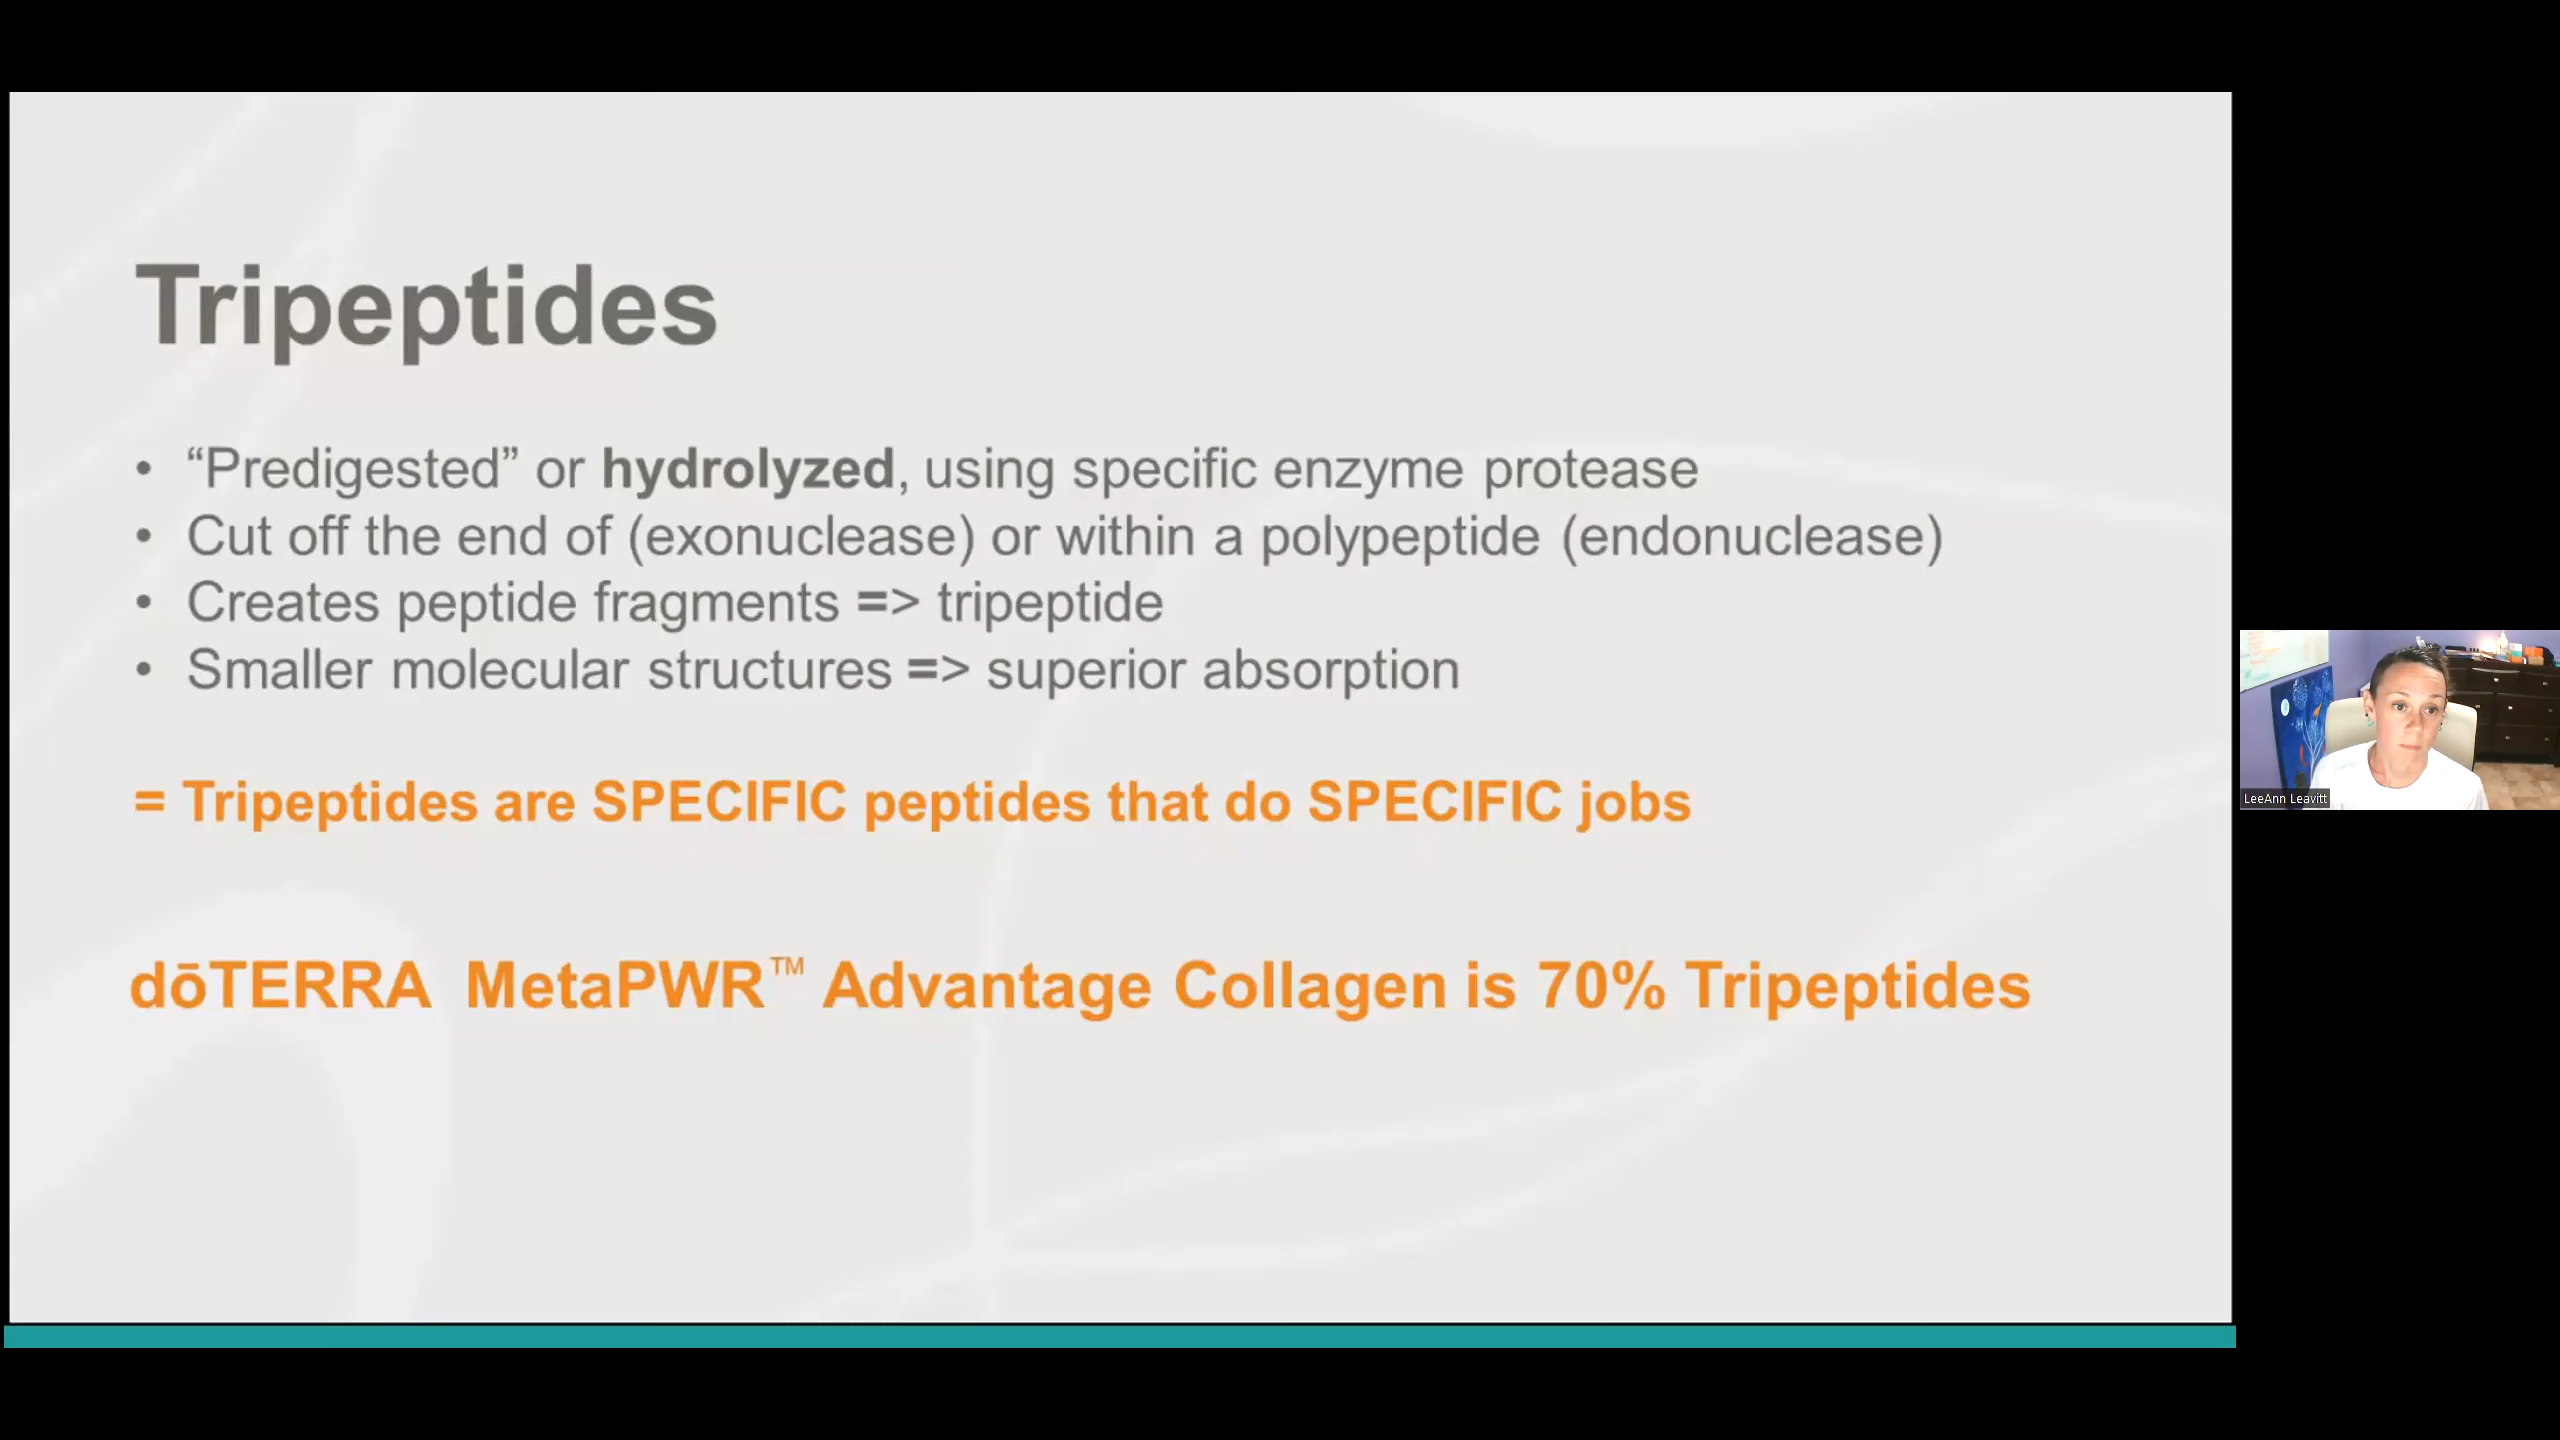 Tripeptides
• “Predigested” or hydrolyzed, using specific enzyme protease
• Cut off the end of (exonuclease) or within a polypeptide (endonuclease)
• Creates peptide fragments => tripeptide
• Smaller molecular structures => superior absorption
= Tripeptides are SPECIFIC peptides that do SPECIFIC jobs
dōTERRA MetaPWR™ Advantage Collagen is 70% Tripeptides
LeeAnn Leavitt